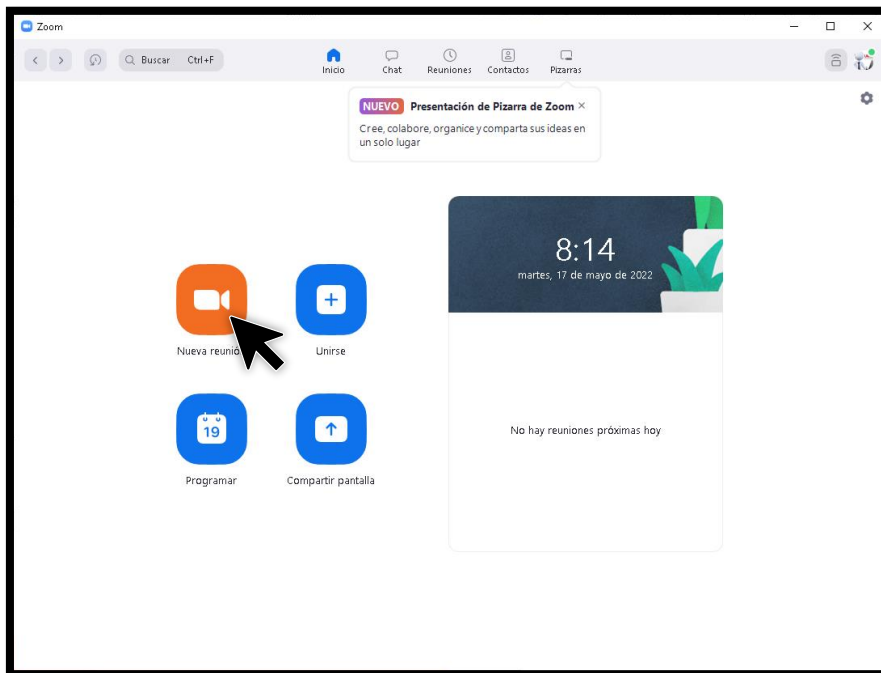 Zoom
Buscar Ctrl+F
Inicio
Chat
Reuniones
Contactos
Pizarras
NUEVO Presentación de Pizarra de Zoom
Cree, colabore, organice y comparta sus ideas en
un solo lugar
8:14
martes, 17 de mayo de 2022
Nueva reunió
Unirse
19
Programar
Compartir pantalla
No hay reuniones próximas hoy